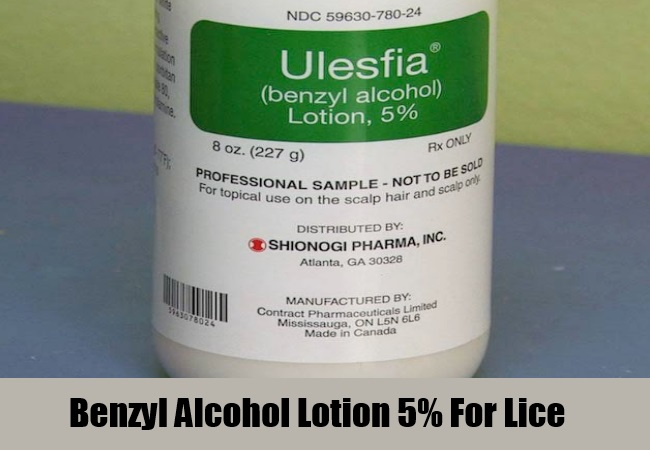 NDC 59630-780-24
Ulesfia®
(benzyl alcohol)
Lotion, 5%
8 oz. (227 g)
Rx ONLY
PROFESSIONAL SAMPLE - NOT TO BE SOLD
For topical use on the scalp hair and scalp only.
DISTRIBUTED BY:
SHIONOGI PHARMA, INC.
Atlanta, GA 30328
MANUFACTURED BY:
Contract Pharmaceuticals Limited
Mississauga, ON L5N 6L6
Made in Canada
5963078024
Benzyl Alcohol Lotion 5% For Lice